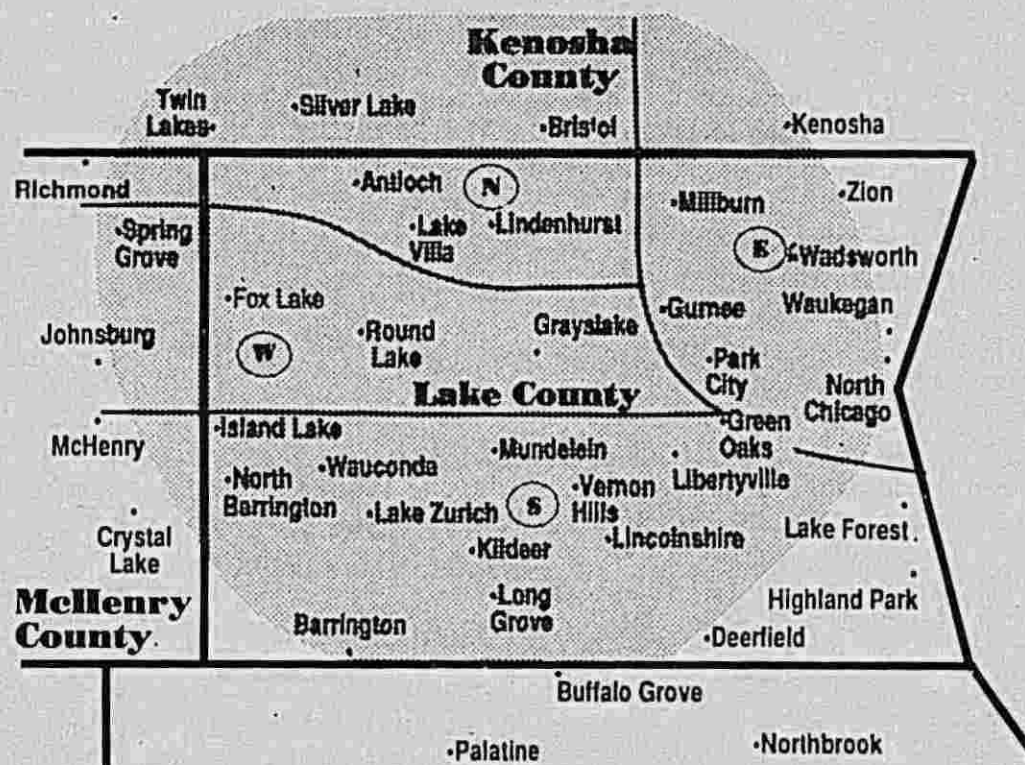 Kenosha
County
Twin
Lakes
Silver Lake
Bristol
Kenosha
Richmond
Antioch
N
Millburn
Zion
Spring
Grove
Lake
Villa
Lindenhurst
E
Wadsworth
Fox Lake
Waukegan
Gurnee
Johnsburg
W
Round
Lake
Grayslake
Park
City
North
Chicago
Lake County
McHenry
Island Lake
Mundelein
Green
Oaks
Wauconda
North
Barrington
Vernon
Hills
Libertyville
Lake Zurich
S
Lake Forest
Crystal
Lake
Kildeer
Lincolnshire
McHenry
County
Long
Grove
Highland Park
Barrington
Deerfield
Buffalo Grove
Palatine
Northbrook